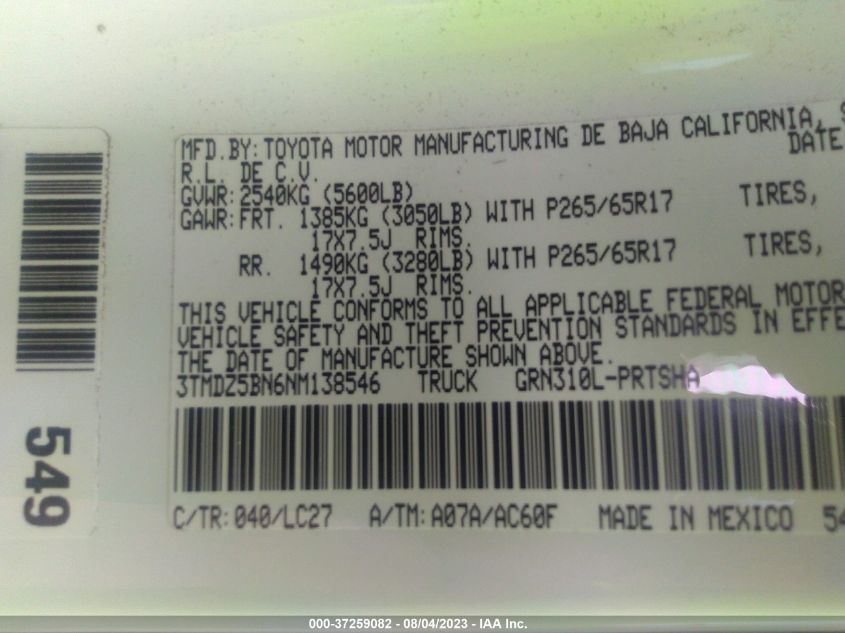 MFD.BY: TOYOTA MOTOR MANUFACTURING DE BAJA CALIFORNIA, S
R.L. DE C.V. DATE
GVWR: 2540KG (5600LB)
GAWR: FRT. 1385KG (3050LB) WITH P265/65R17 TIRES,
17X7.5J RIMS.
RR. 1490KG (3280LB) WITH P265/65R17 TIRES,
17X7.5J RIMS.
THIS VEHICLE CONFORMS TO ALL APPLICABLE FEDERAL MOTOR
VEHICLE SAFETY AND THEFT PREVENTION STANDARDS IN EFFE
THE DATE OF MANUFACTURE SHOWN ABOVE.
3TMDZ5BN6NM138546 TRUCK GRN310L-PRTSHA
C/TR: 040/LC27 A/TM: A07A/AC60F MADE IN MEXICO 54
549
000-37259082 - 08/04/2023 - IAA Inc.